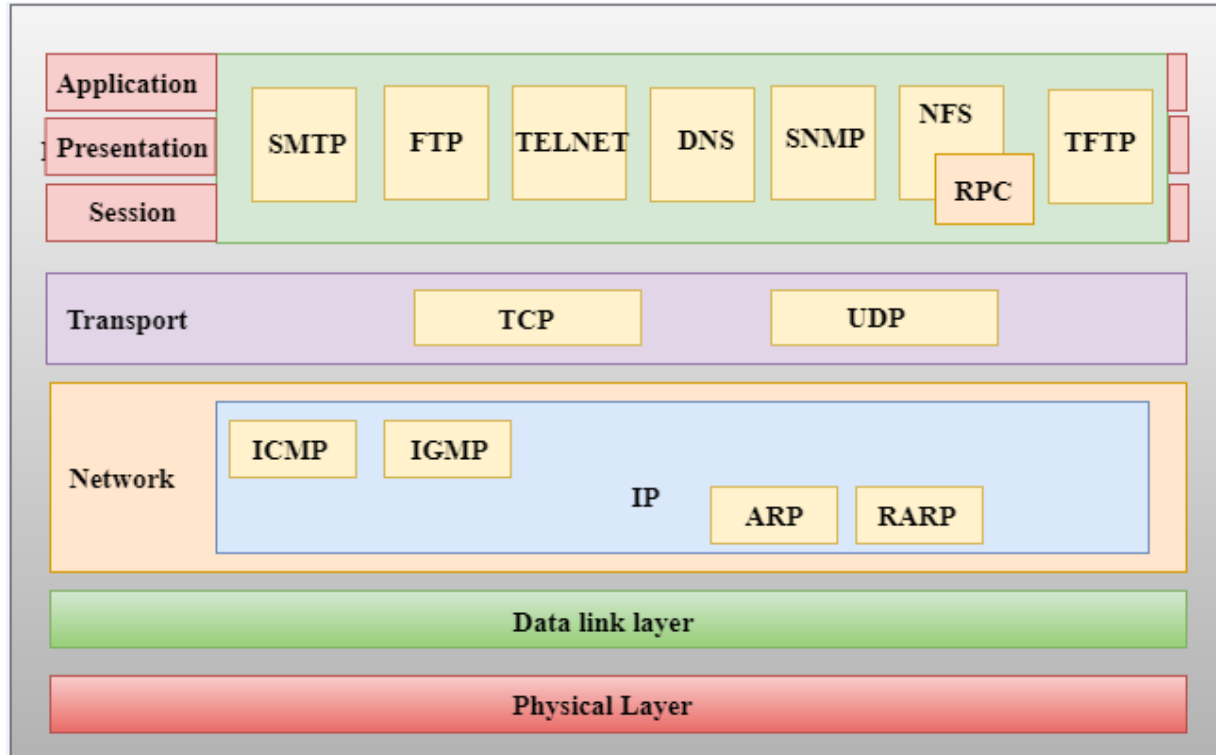 Application
Presentation
Session
SMTP
FTP
TELNET
DNS
SNMP
NFS
RPC
TFTP
Transport
TCP
UDP
Network
ICMP
IGMP
IP
ARP
RARP
Data link layer
Physical Layer